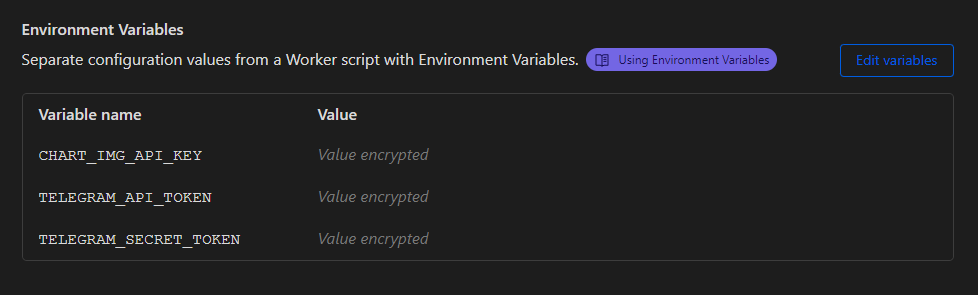 Environment Variables
Separate configuration values from a Worker script with Environment Variables. Using Environment Variables Edit variables
Variable name Value
CHART_IMG_API_KEY Value encrypted
TELEGRAM_API_TOKEN Value encrypted
TELEGRAM_SECRET_TOKEN Value encrypted